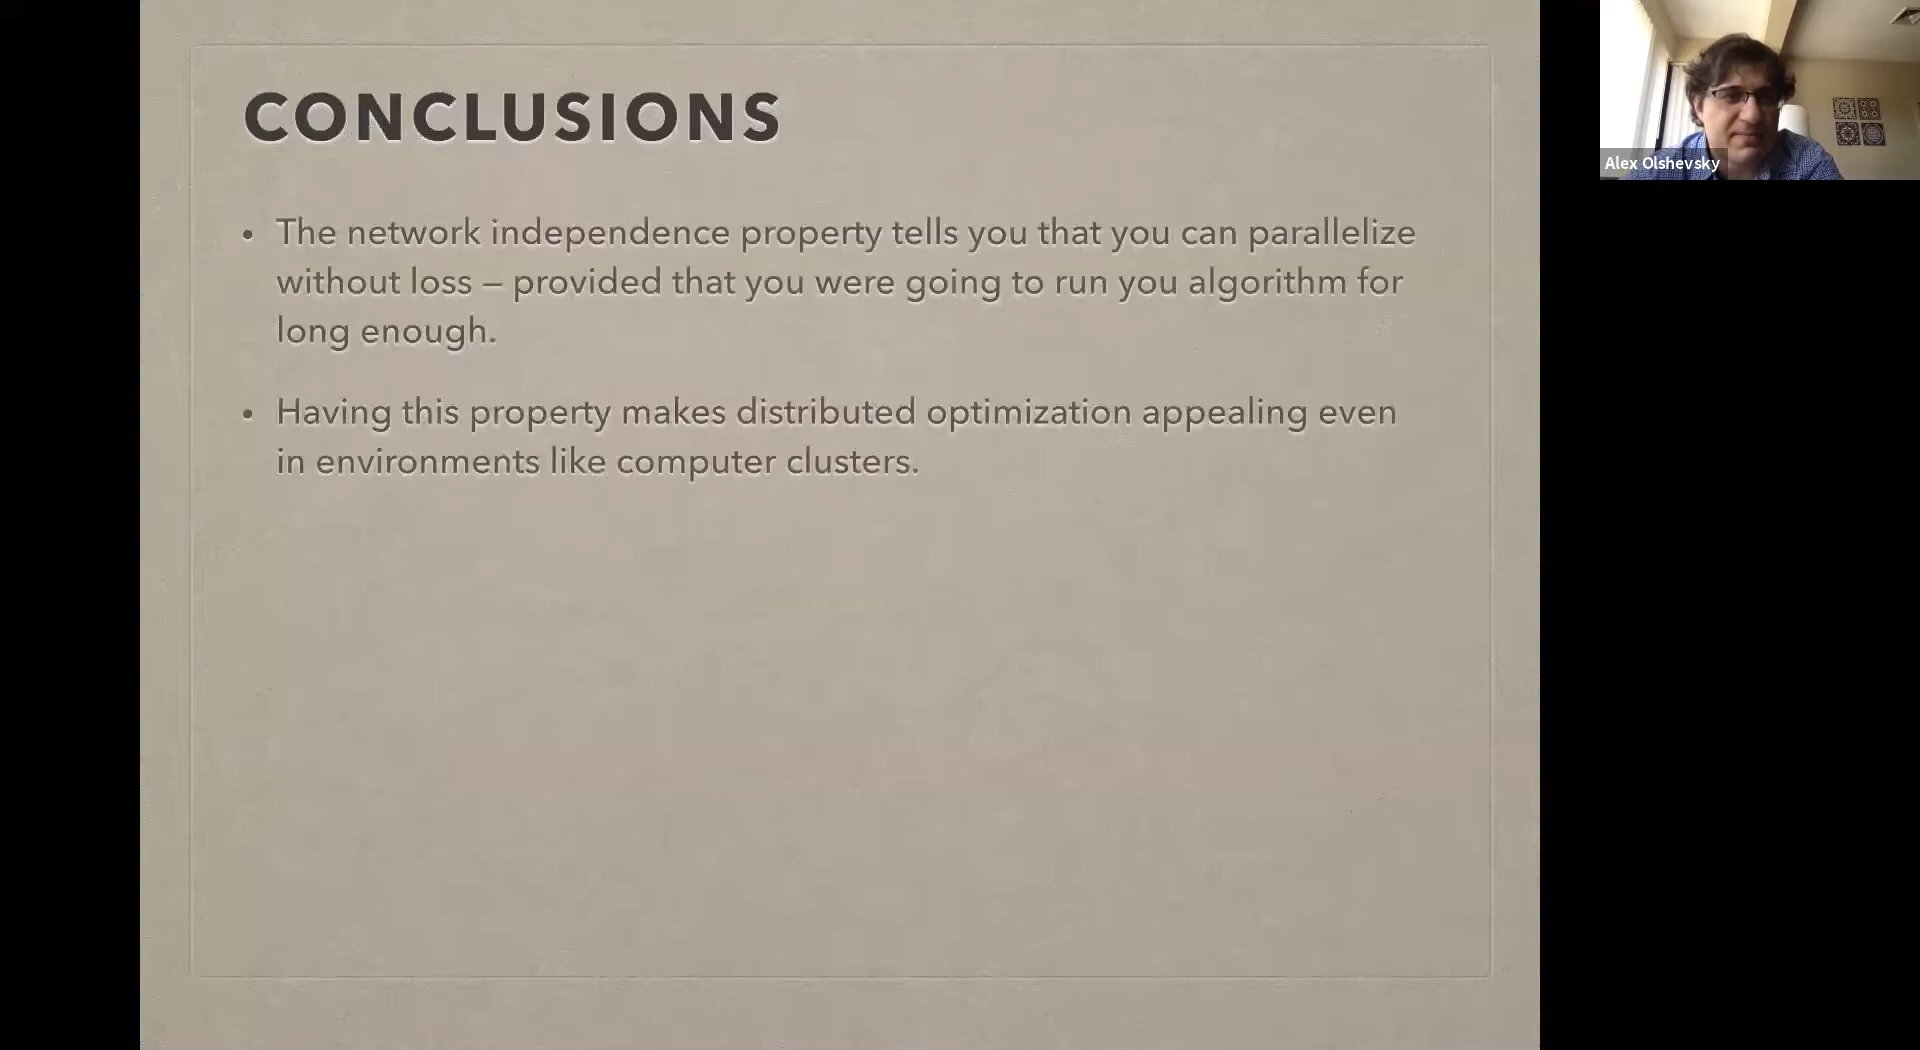 CONCLUSIONS
• The network independence property tells you that you can parallelize
without loss – provided that you were going to run you algorithm for
long enough.
• Having this property makes distributed optimization appealing even
in environments like computer clusters.
Alex Olshevsky